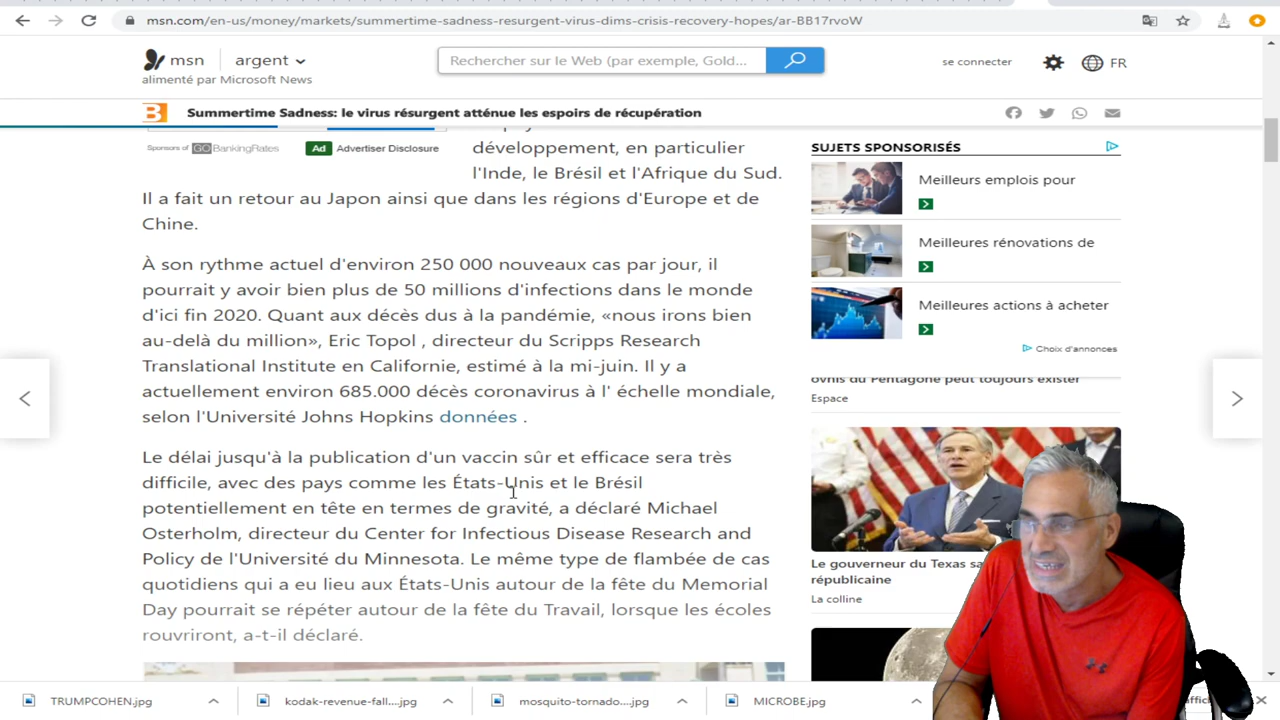 msn.com/en-us/money/markets/summertime-sadness-resurgent-virus-dims-crisis-recovery-hopes/ar-BB17rvoW
msn
argent
alimenté par Microsoft News
Rechercher sur le Web (par exemple, Gold...
se connecter
FR
Summertime Sadness: le virus résurgent atténue les espoirs de récupération
Sponsors of GOBankingRates
Ad Advertiser Disclosure
développement, en particulier
l'Inde, le Brésil et l'Afrique du Sud.
Il a fait un retour au Japon ainsi que dans les régions d'Europe et de
Chine.
À son rythme actuel d'environ 250 000 nouveaux cas par jour, il
pourrait y avoir bien plus de 50 millions d'infections dans le monde
d'ici fin 2020. Quant aux décès dus à la pandémie, «nous irons bien
au-delà du million», Eric Topol , directeur du Scripps Research
Translational Institute en Californie, estimé à la mi-juin. Il y a
actuellement environ 685.000 décès coronavirus à l' échelle mondiale,
selon l'Université Johns Hopkins données .
Le délai jusqu'à la publication d'un vaccin sûr et efficace sera très
difficile, avec des pays comme les États-Unis et le Brésil
potentiellement en tête en termes de gravité, a déclaré Michael
Osterholm, directeur du Center for Infectious Disease Research and
Policy de l'Université du Minnesota. Le même type de flambée de cas
quotidiens qui a eu lieu aux États-Unis autour de la fête du Memorial
Day pourrait se répéter autour de la fête du Travail, lorsque les écoles
rouvriront, a-t-il déclaré.
SUJETS SPONSORISÉS
Meilleurs emplois pour
Meilleures rénovations de
Meilleures actions à acheter
Choix d'annonces
ovnis du Pentagone peut toujours exister
Espace
Le gouverneur du Texas
républicaine
La colline
TRUMPCOHEN.jpg
kodak-revenue-fall....jpg
mosquito-tornado....jpg
MICROBE.jpg